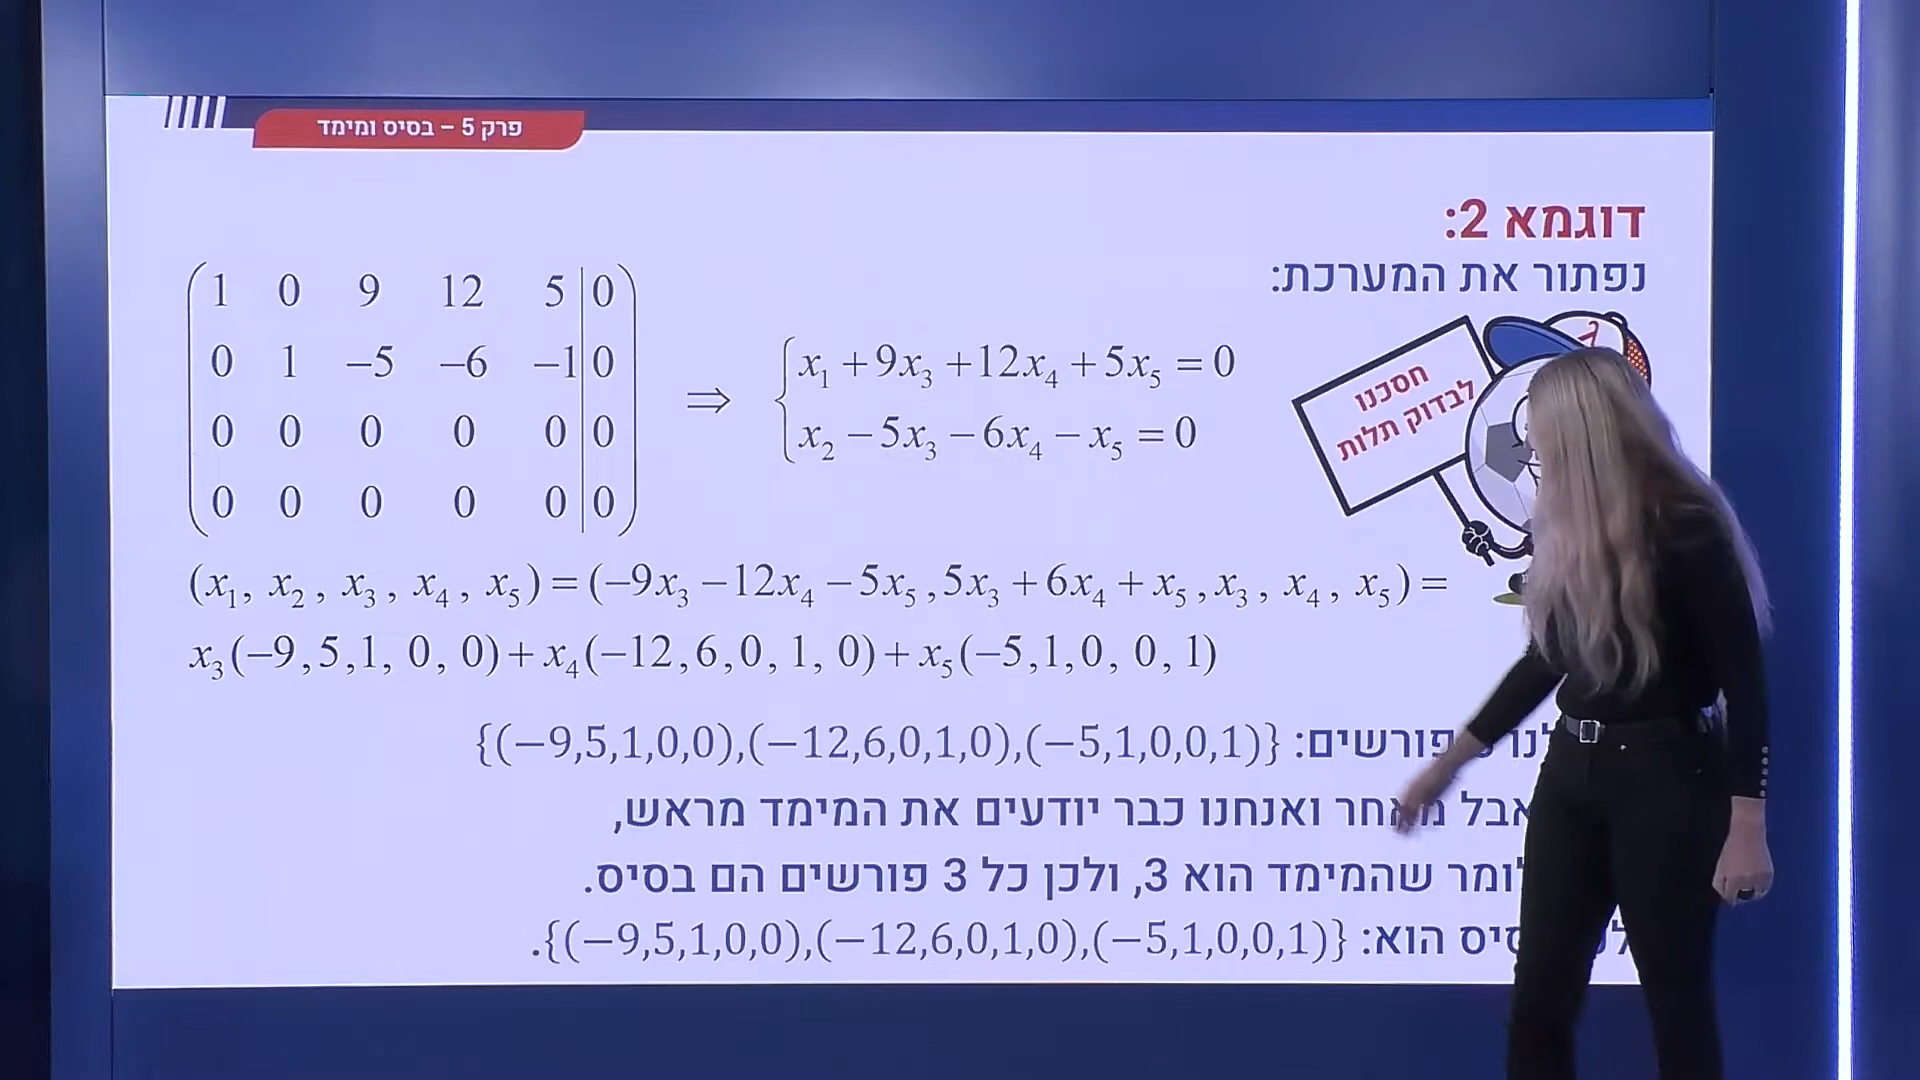 פרק 5 – בסיס ומימד
דוגמא 2:
נפתור את המערכת:
1 0 9 12 5 | 0
0 1 −5 −6 −1 | 0
0 0 0 0 0 | 0
0 0 0 0 0 | 0
⇒
x₁ + 9x₃ + 12x₄ + 5x₅ = 0
x₂ − 5x₃ − 6x₄ − x₅ = 0
חסכנו
לבדוק תלות
(x₁, x₂, x₃, x₄, x₅) = (−9x₃ − 12x₄ − 5x₅, 5x₃ + 6x₄ + x₅, x₃, x₄, x₅) =
x₃(−9,5,1, 0, 0) + x₄(−12,6,0, 1, 0) + x₅(−5,1,0, 0, 1)
פורשים: {(−9,5,1,0,0),(−12,6,0,1,0),(−5,1,0,0,1)}
אבל מאחר ואנחנו כבר יודעים את המימד מראש,
שהמימד הוא 3, ולכן כל 3 פורשים הם בסיס.
הוא: {(−9,5,1,0,0),(−12,6,0,1,0),(−5,1,0,0,1)}.